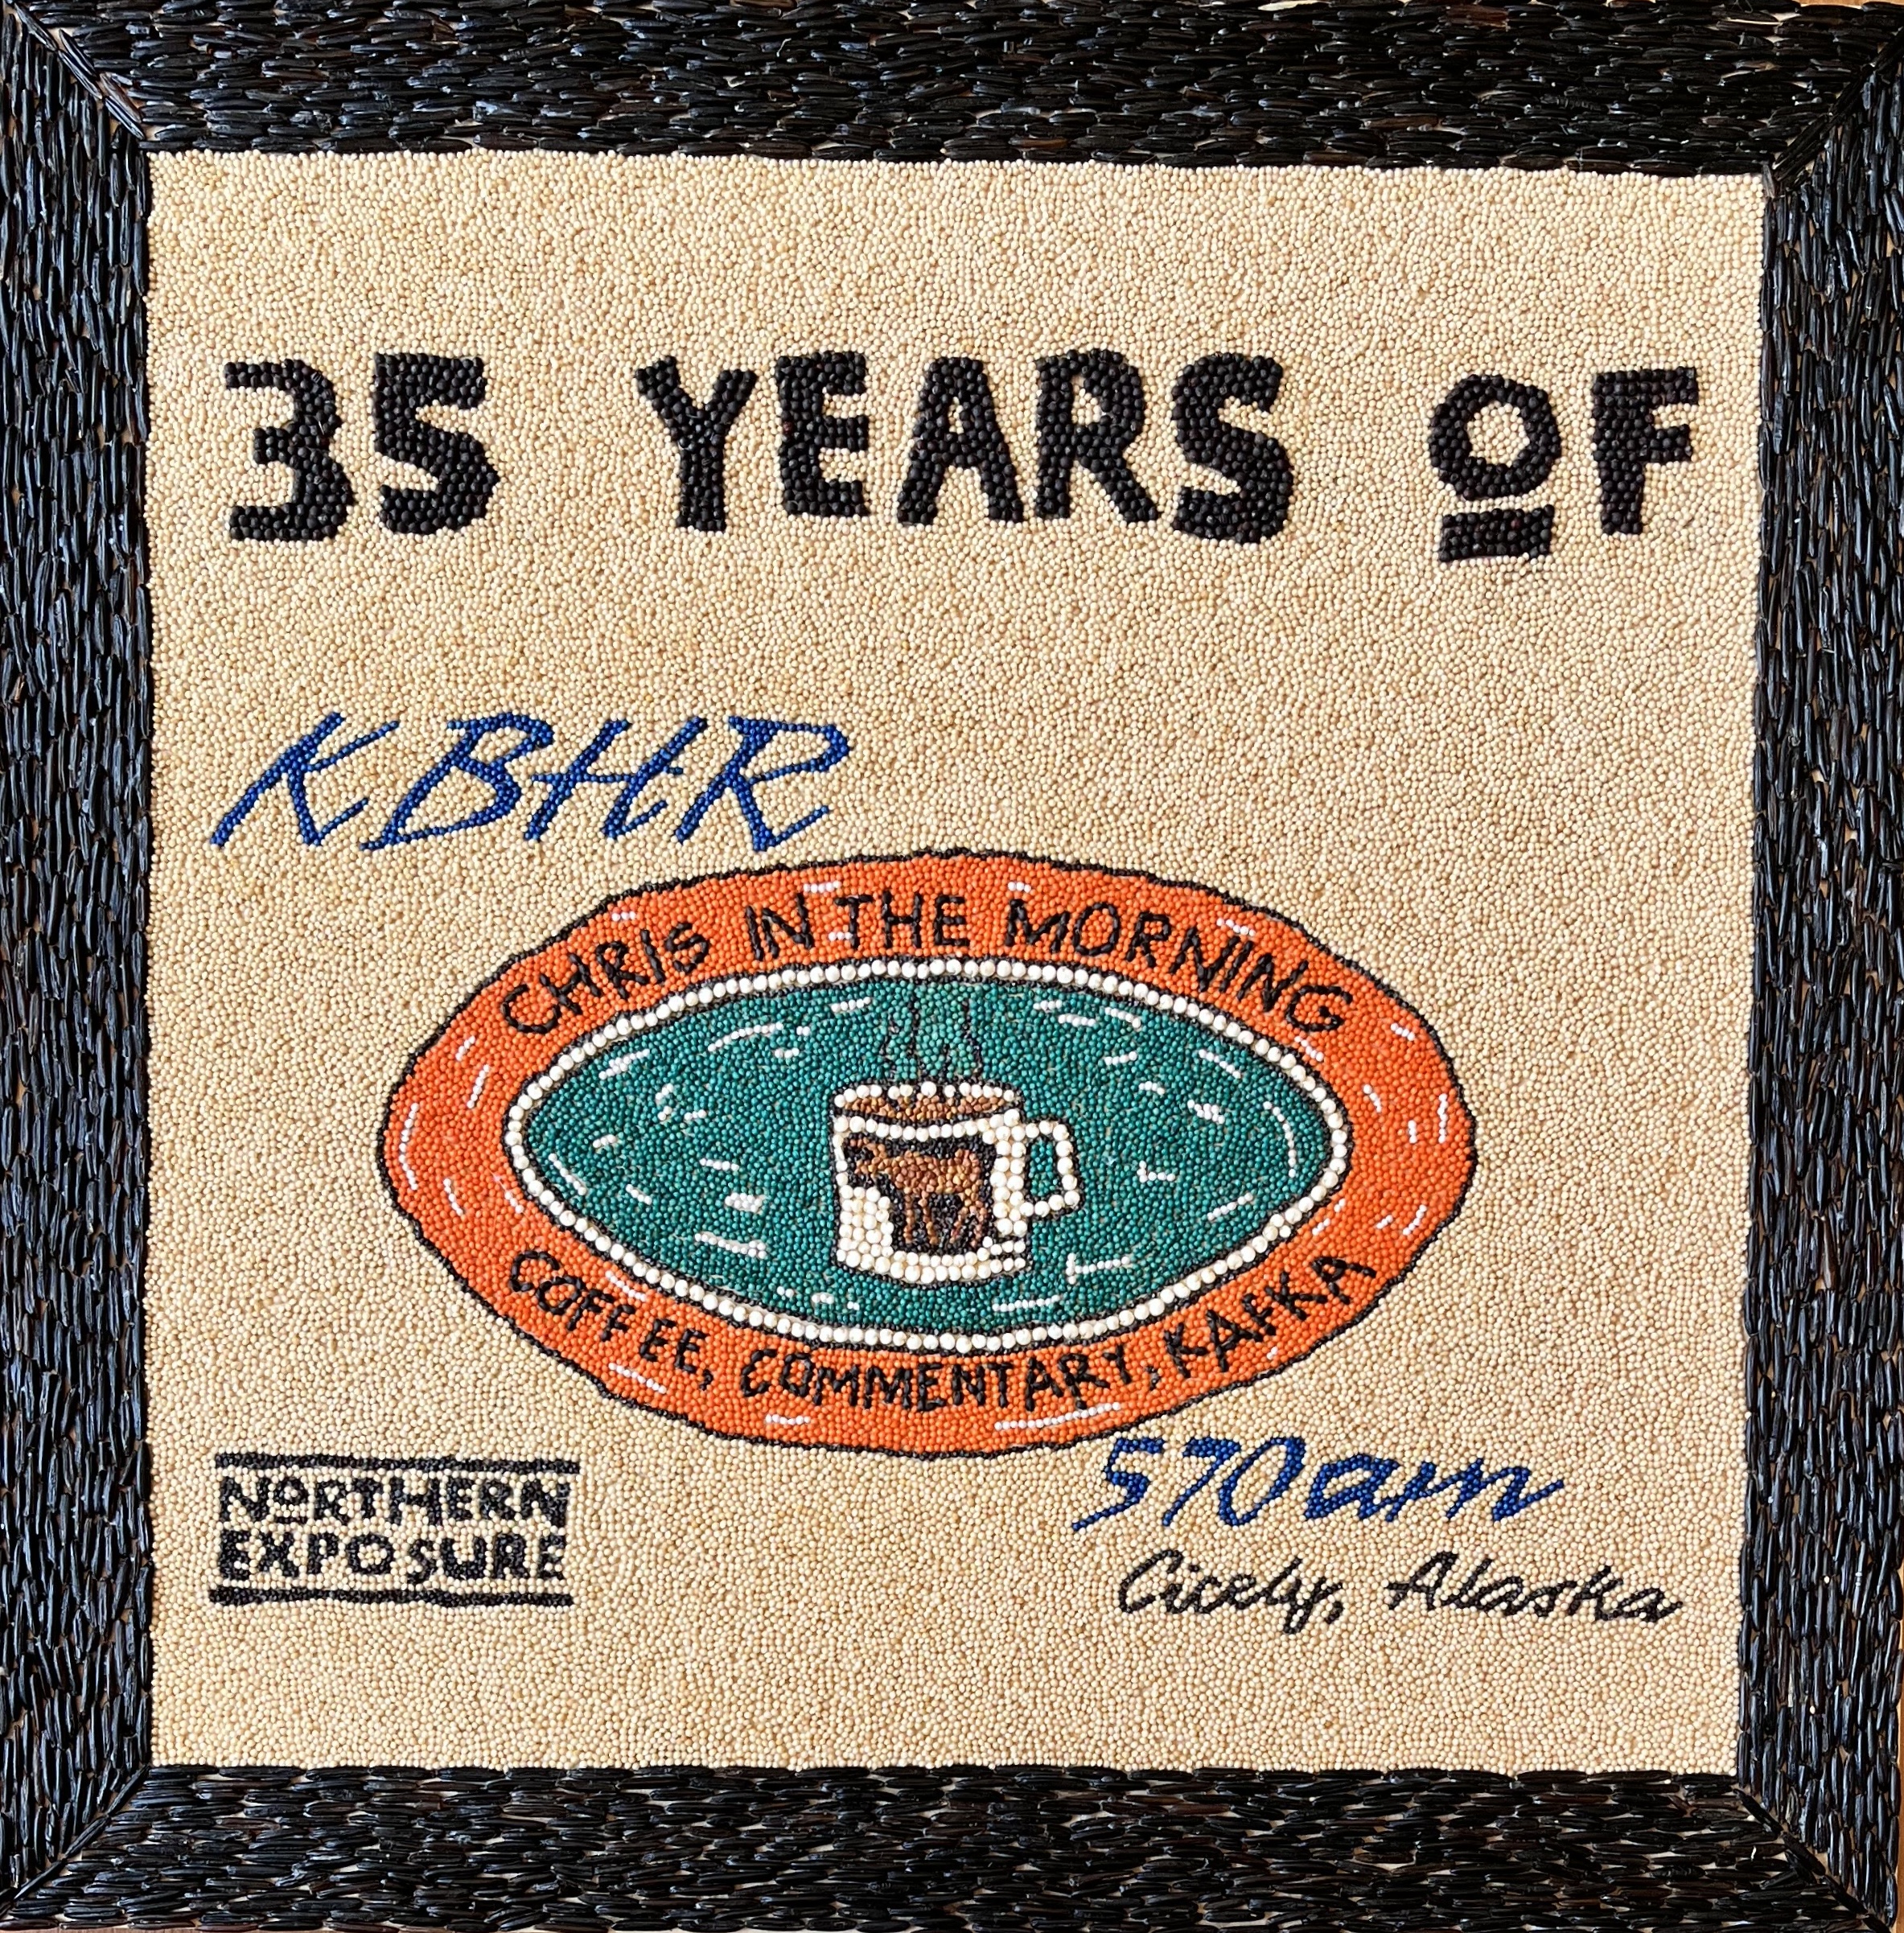 35 YEARS OF
KBHR
CHRIS IN THE MORNING
COFFEE, COMMENTARY, KAFKA
570am
Cicely, Alaska
NORTHERN
EXPOSURE